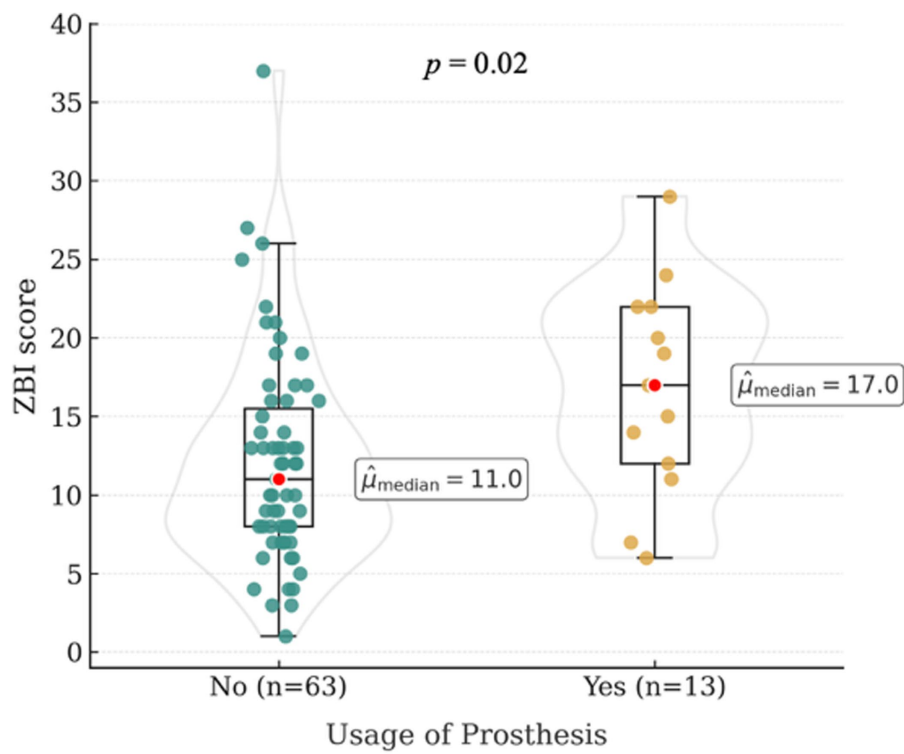 40
p = 0.02
35
30
25
20
15
10
5
0
ZBI score
μ̂median = 11.0
μ̂median = 17.0
No (n=63)
Yes (n=13)
Usage of Prosthesis